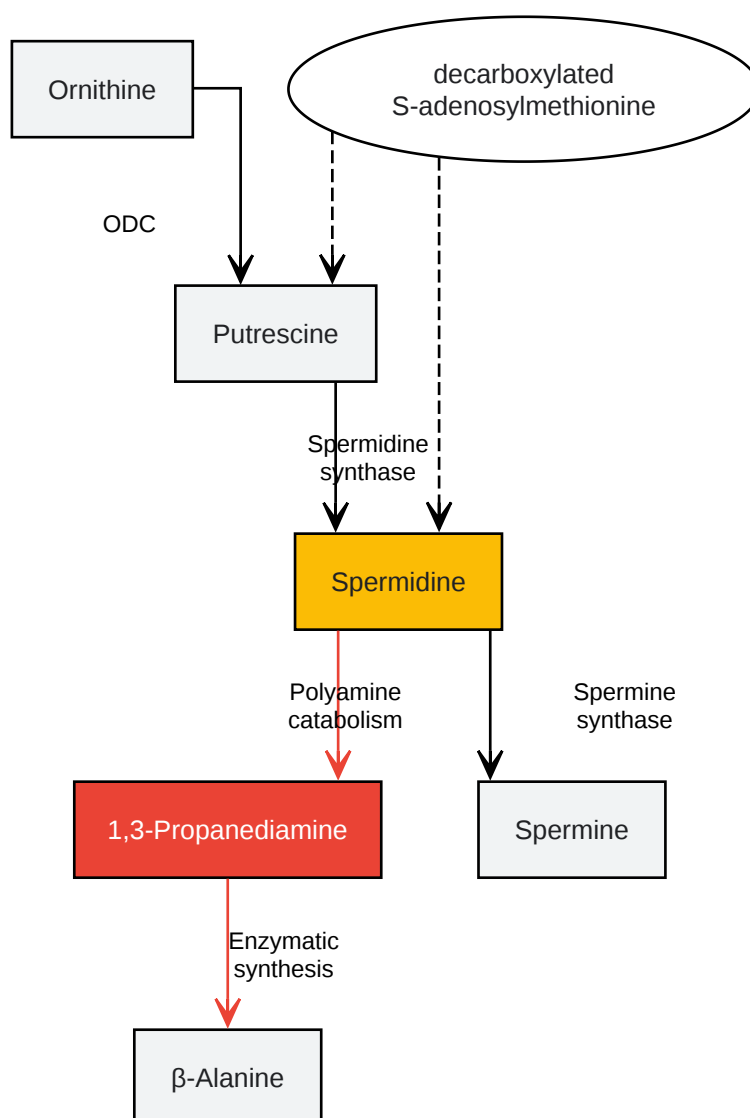 Ornithine
decarboxylated
S-adenosylmethionine
ODC
Putrescine
Spermidine
synthase
Spermidine
Polyamine
catabolism
Spermine
synthase
1,3-Propanediamine
Spermine
Enzymatic
synthesis
β-Alanine